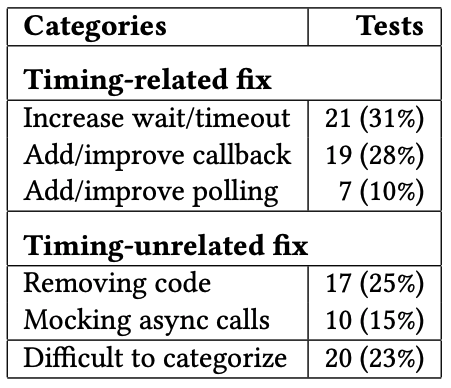 Categories Tests
Timing-related fix
Increase wait/timeout 21 (31%)
Add/improve callback 19 (28%)
Add/improve polling 7 (10%)
Timing-unrelated fix
Removing code 17 (25%)
Mocking async calls 10 (15%)
Difficult to categorize 20 (23%)